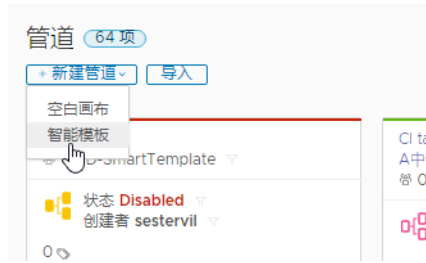 管道 64 项
+ 新建管道
导入
空白画布
智能模板
D-SmartTemplate
状态 Disabled
创建者 sestervil
0
CI ta
A中
0